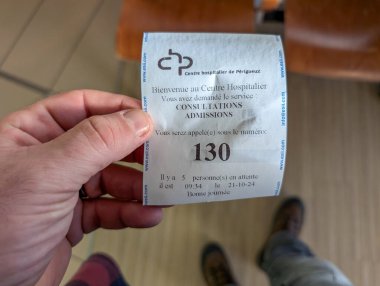 chp
Centre hospitalier de Périgueux
Bienvenue au Centre Hospitalier
Vous avez demandé le service
CONSULTATIONS
ADMISSIONS
Vous serez appelé(e) sous le numéro:
130
Il y a 5 personne(s) en attente
il est 09:34 le 21-10-24
Bonne journée